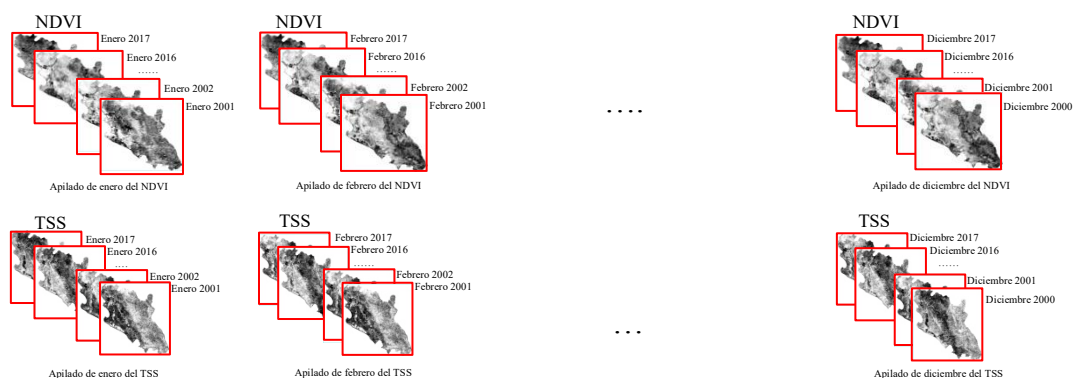 NDVI
Enero 2017
Enero 2016
......
Enero 2002
Enero 2001
Apilado de enero del NDVI
NDVI
Febrero 2017
Febrero 2016
......
Febrero 2002
Febrero 2001
Apilado de febrero del NDVI
....
NDVI
Diciembre 2017
Diciembre 2016
......
Diciembre 2001
Diciembre 2000
Apilado de diciembre del NDVI
TSS
Enero 2017
Enero 2016
....
Enero 2002
Enero 2001
Apilado de enero del TSS
TSS
Febrero 2017
Febrero 2016
......
Febrero 2002
Febrero 2001
Apilado de febrero del TSS
...
TSS
Diciembre 2017
Diciembre 2016
......
Diciembre 2001
Diciembre 2000
Apilado de diciembre del TSS